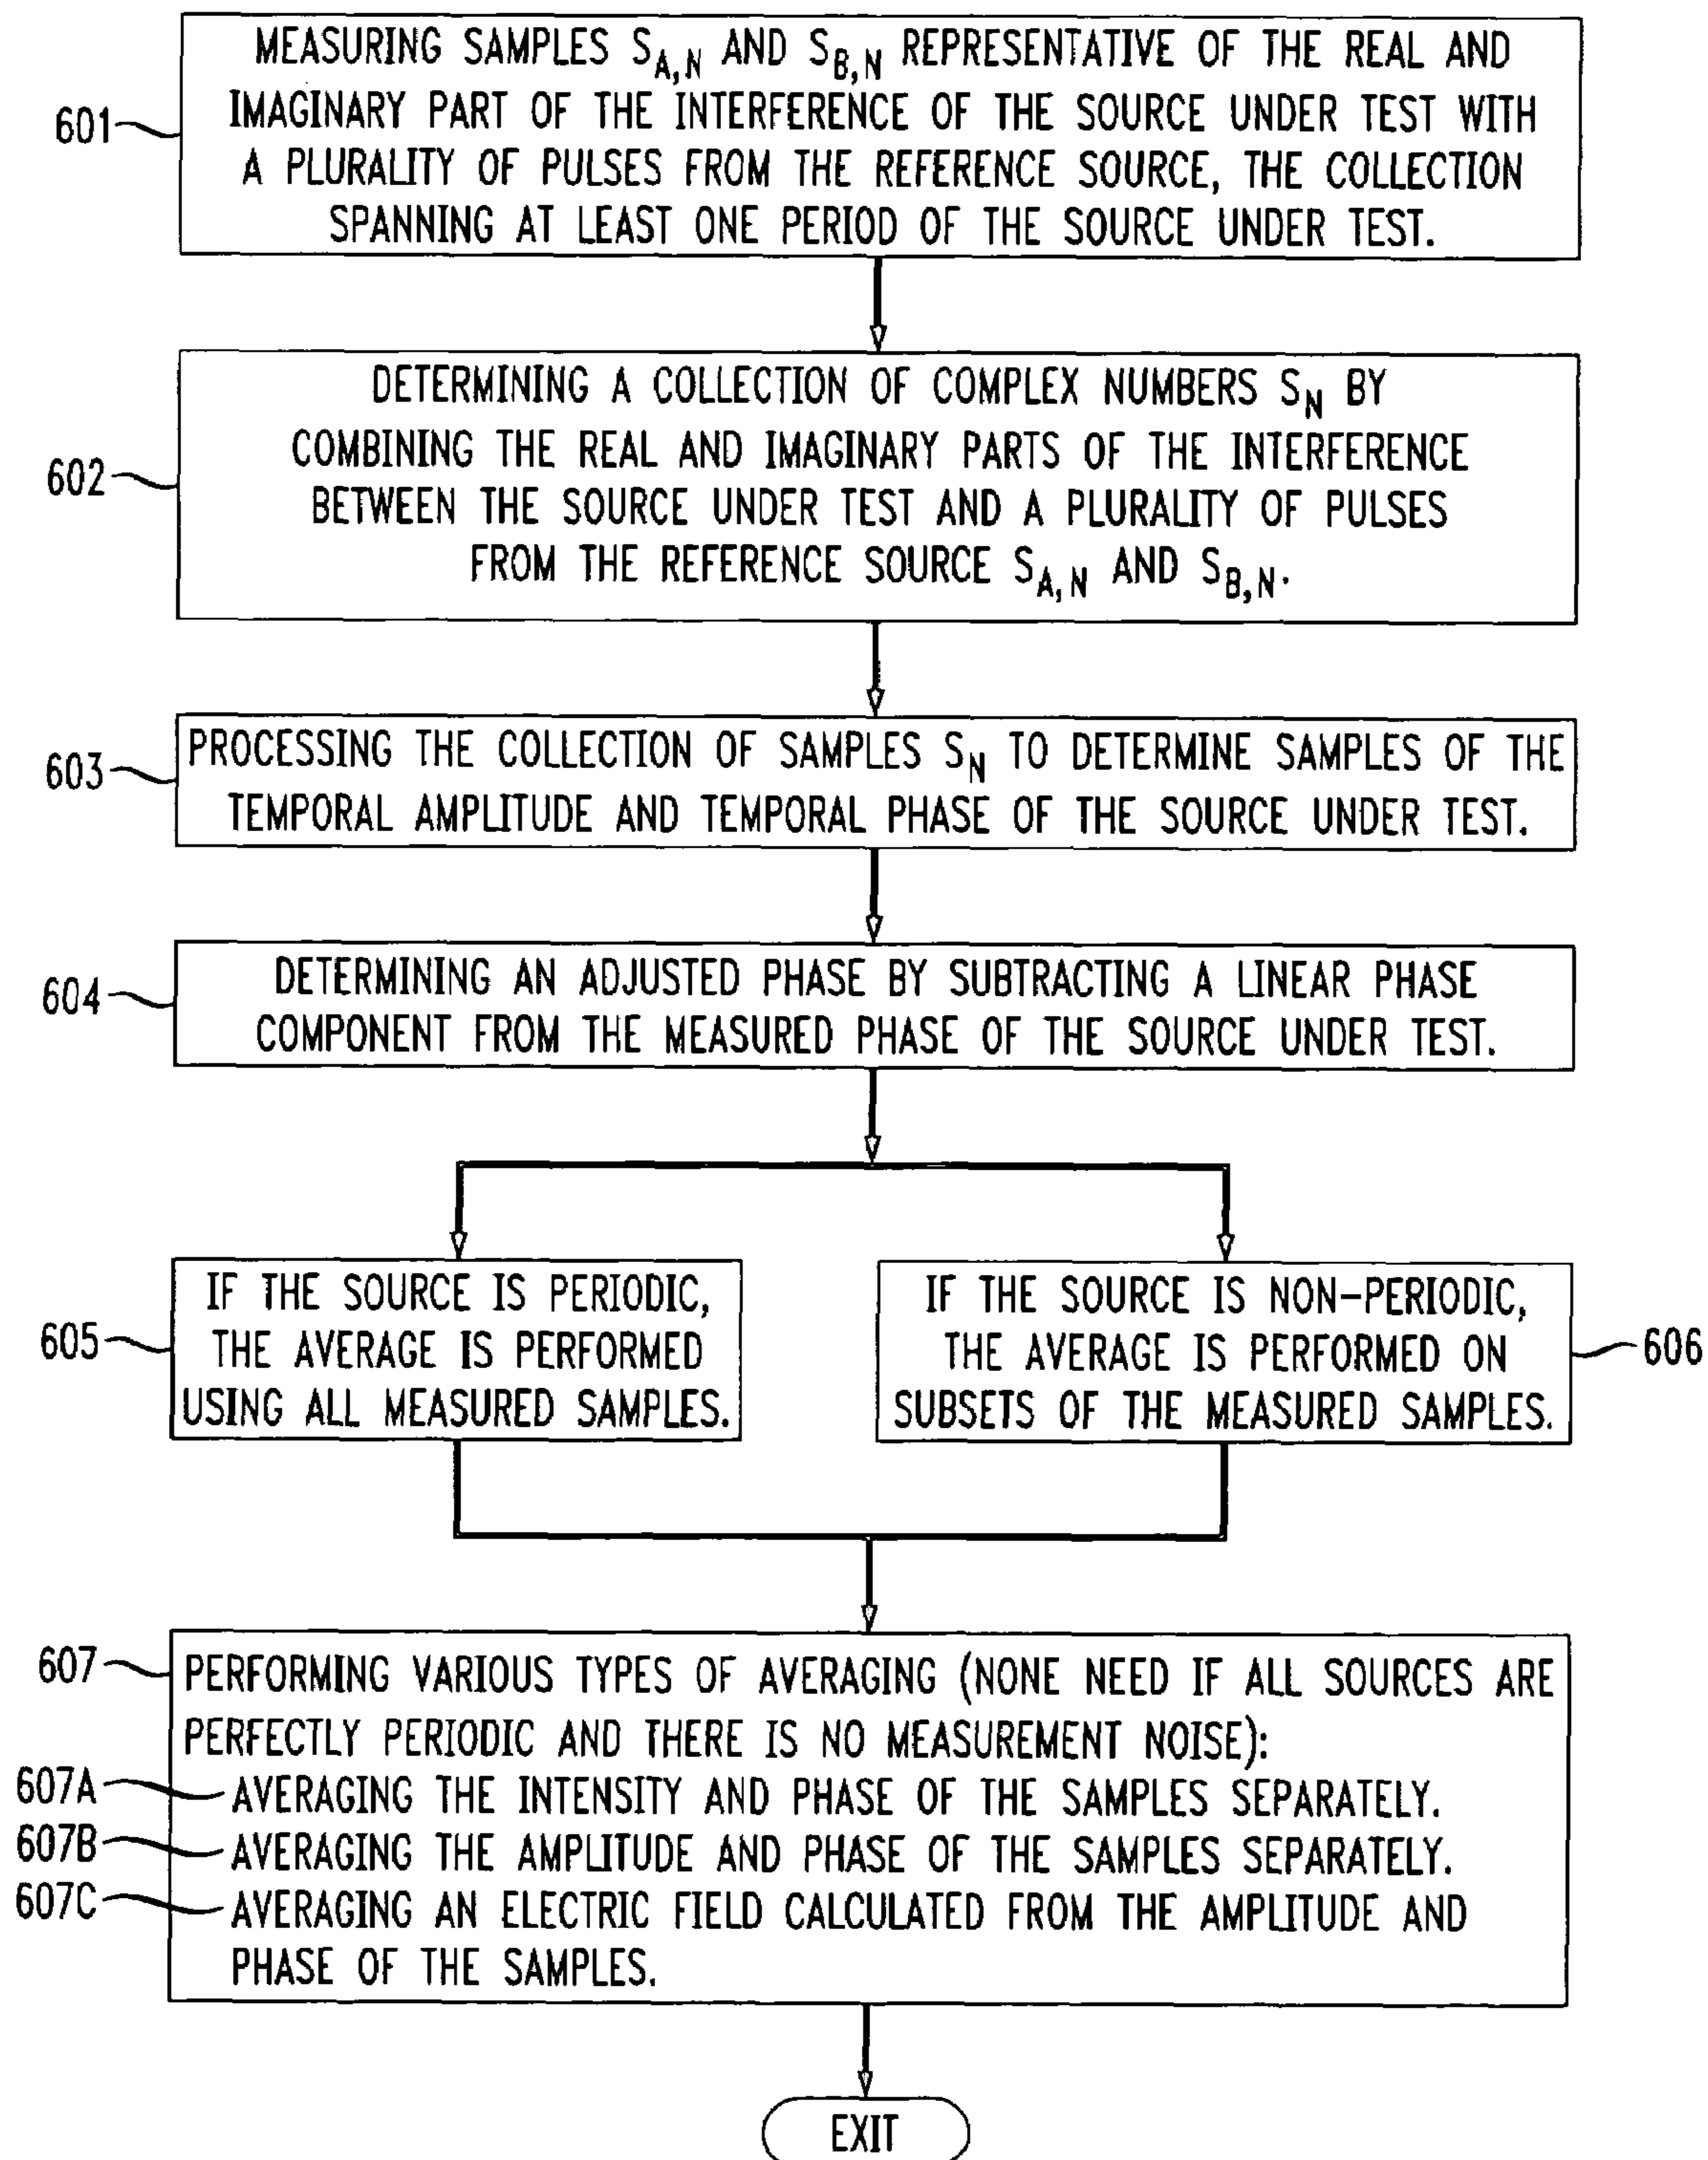 601
MEASURING SAMPLES S_A,N AND S_B,N REPRESENTATIVE OF THE REAL AND
IMAGINARY PART OF THE INTERFERENCE OF THE SOURCE UNDER TEST WITH
A PLURALITY OF PULSES FROM THE REFERENCE SOURCE, THE COLLECTION
SPANNING AT LEAST ONE PERIOD OF THE SOURCE UNDER TEST.
602
DETERMINING A COLLECTION OF COMPLEX NUMBERS S_N BY
COMBINING THE REAL AND IMAGINARY PARTS OF THE INTERFERENCE
BETWEEN THE SOURCE UNDER TEST AND A PLURALITY OF PULSES
FROM THE REFERENCE SOURCE S_A,N AND S_B,N.
603
PROCESSING THE COLLECTION OF SAMPLES S_N TO DETERMINE SAMPLES OF THE
TEMPORAL AMPLITUDE AND TEMPORAL PHASE OF THE SOURCE UNDER TEST.
604
DETERMINING AN ADJUSTED PHASE BY SUBTRACTING A LINEAR PHASE
COMPONENT FROM THE MEASURED PHASE OF THE SOURCE UNDER TEST.
605
IF THE SOURCE IS PERIODIC,
THE AVERAGE IS PERFORMED
USING ALL MEASURED SAMPLES.
IF THE SOURCE IS NON-PERIODIC,
THE AVERAGE IS PERFORMED ON
SUBSETS OF THE MEASURED SAMPLES.
606
607
PERFORMING VARIOUS TYPES OF AVERAGING (NONE NEED IF ALL SOURCES ARE
PERFECTLY PERIODIC AND THERE IS NO MEASUREMENT NOISE):
607A
AVERAGING THE INTENSITY AND PHASE OF THE SAMPLES SEPARATELY.
607B
AVERAGING THE AMPLITUDE AND PHASE OF THE SAMPLES SEPARATELY.
607C
AVERAGING AN ELECTRIC FIELD CALCULATED FROM THE AMPLITUDE AND
PHASE OF THE SAMPLES.
EXIT